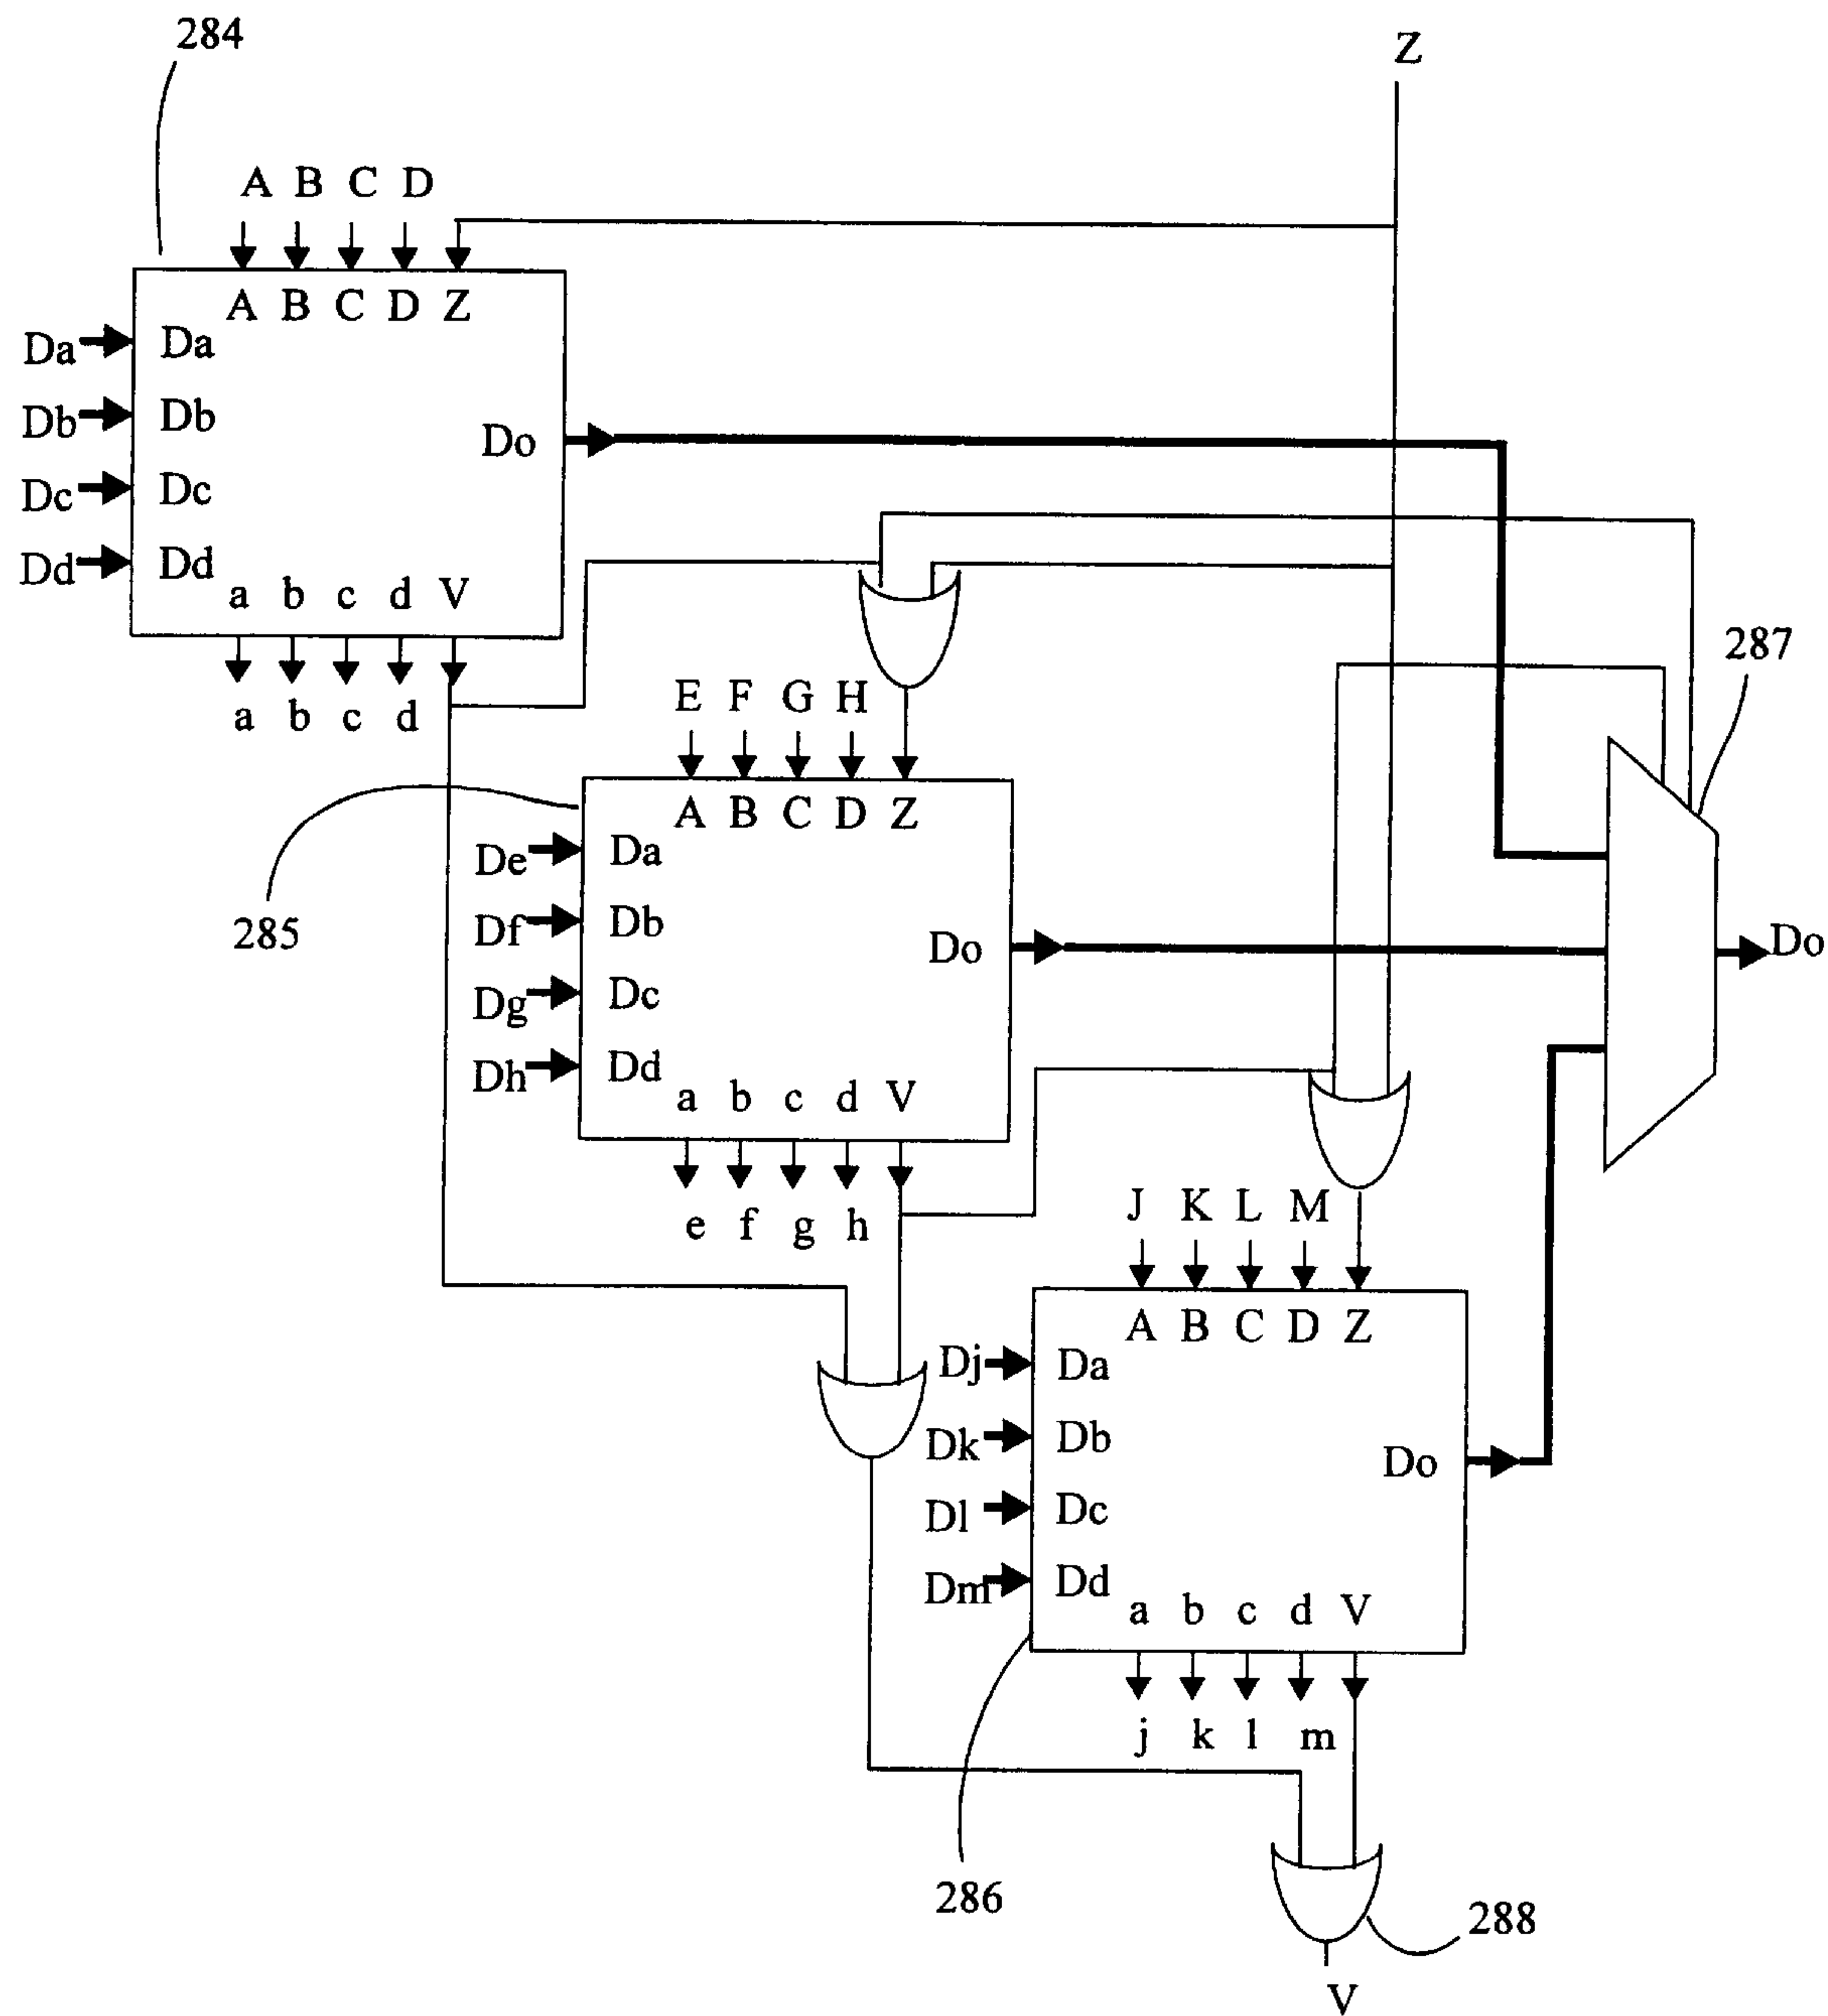 284
Z
A B C D
A B C D Z
Da Da
Db Db
Do
Dc Dc
Dd Dd
a b c d V
a b c d
287
E F G H
A B C D Z
De Da
285
Df Db
Do
Do
Dg Dc
Dh Dd
a b c d V
e f g h
J K L M
A B C D Z
Dj Da
Dk Db
Do
Dl Dc
Dm Dd
a b c d V
j k l m
286
288
V